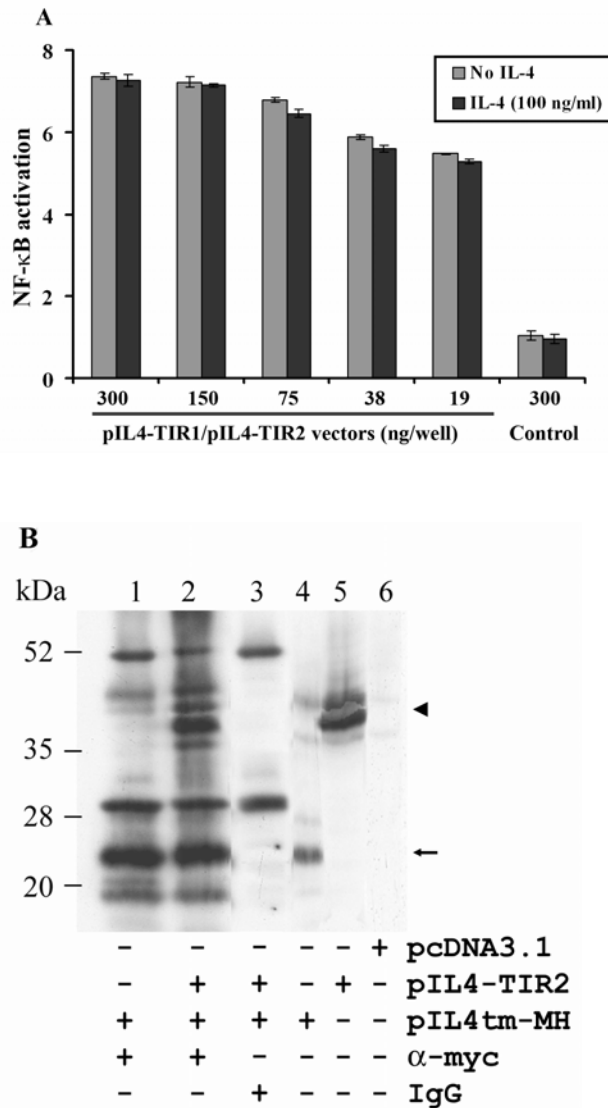 A
No IL-4
IL-4 (100 ng/ml)
NF-κB activation
8
6
4
2
0
300 150 75 38 19 300
pIL4-TIR1/pIL4-TIR2 vectors (ng/well) Control
B
kDa 1 2 3 4 5 6
52
35
28
20
– – – – – + pcDNA3.1
– + + – + – pIL4-TIR2
+ + + + – – pIL4tm-MH
+ + – – – – α-myc
– – + – – – IgG